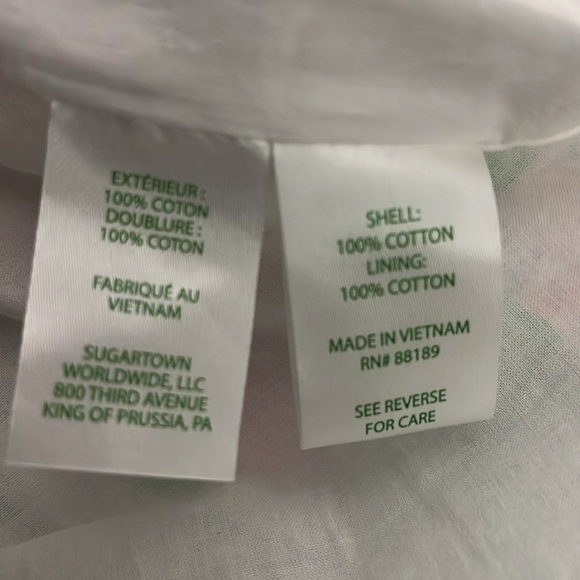 EXTÉRIEUR :
100% COTON
DOUBLURE :
100% COTON
FABRIQUÉ AU
VIETNAM
SUGARTOWN
WORLDWIDE, LLC
800 THIRD AVENUE
KING OF PRUSSIA, PA
SHELL:
100% COTTON
LINING:
100% COTTON
MADE IN VIETNAM
RN# 88189
SEE REVERSE
FOR CARE